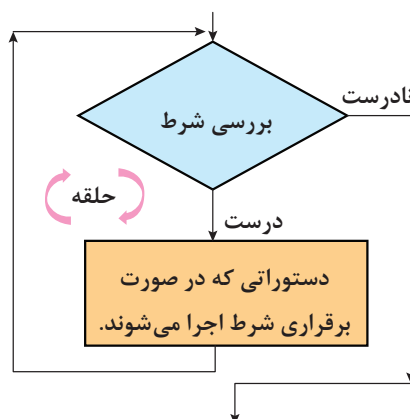 بررسی شرط
نادرست
حلقه
درست
دستوراتی که در صورت
برقراری شرط اجرا می‌شوند.